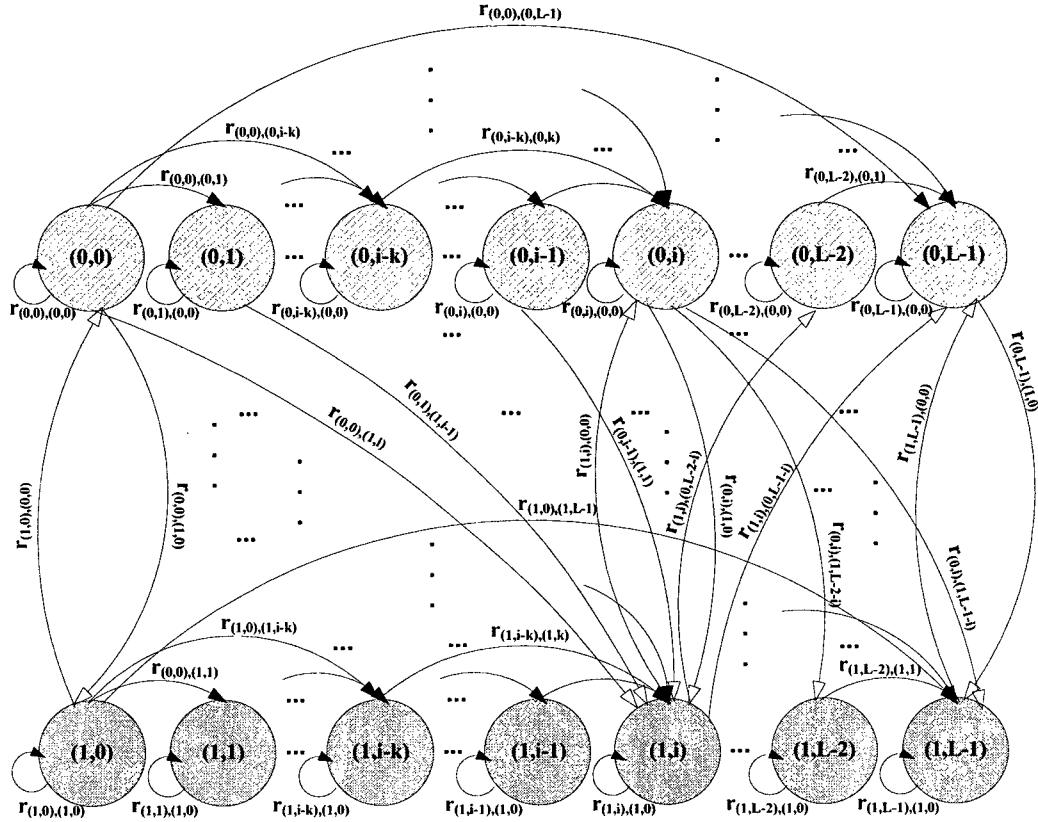 r(0,0),(0,L-1)
r(0,0),(0,i-k)
r(0,i-k),(0,k)
...
...
...
r(0,0),(0,1)
r(0,L-2),(0,1)
...
...
(0,0)
(0,1)
...
(0,i-k)
...
(0,i-1)
(0,i)
...
(0,L-2)
(0,L-1)
r(0,0),(0,0)
r(0,1),(0,0)
r(0,i-k),(0,0)
r(0,i),(0,0)
r(0,i),(0,0)
r(0,L-2),(0,0)
r(0,L-1),(0,0)
...
...
r(1,0),(0,0)
r(0,0),(1,0)
r(0,0),(1,i)
r(0,1),(1,i-1)
r(1,i),(0,0)
r(0,i-1),(1,1)
r(1,i),(0,L-2-i)
r(0,i),(1,0)
r(1,i),(0,L-1-i)
r(0,i),(1,L-2-i)
r(0,i),(1,L-1-i)
r(1,L-1),(0,0)
r(0,L-1),(1,0)
...
...
...
...
...
...
r(1,0),(1,L-1)
r(1,0),(1,i-k)
r(1,i-k),(1,k)
...
...
...
r(0,0),(1,1)
r(1,L-2),(1,1)
...
...
(1,0)
(1,1)
...
(1,i-k)
...
(1,i-1)
(1,i)
...
(1,L-2)
(1,L-1)
r(1,0),(1,0)
r(1,1),(1,0)
r(1,i-k),(1,0)
r(1,i-1),(1,0)
r(1,i),(1,0)
r(1,L-2),(1,0)
r(1,L-1),(1,0)